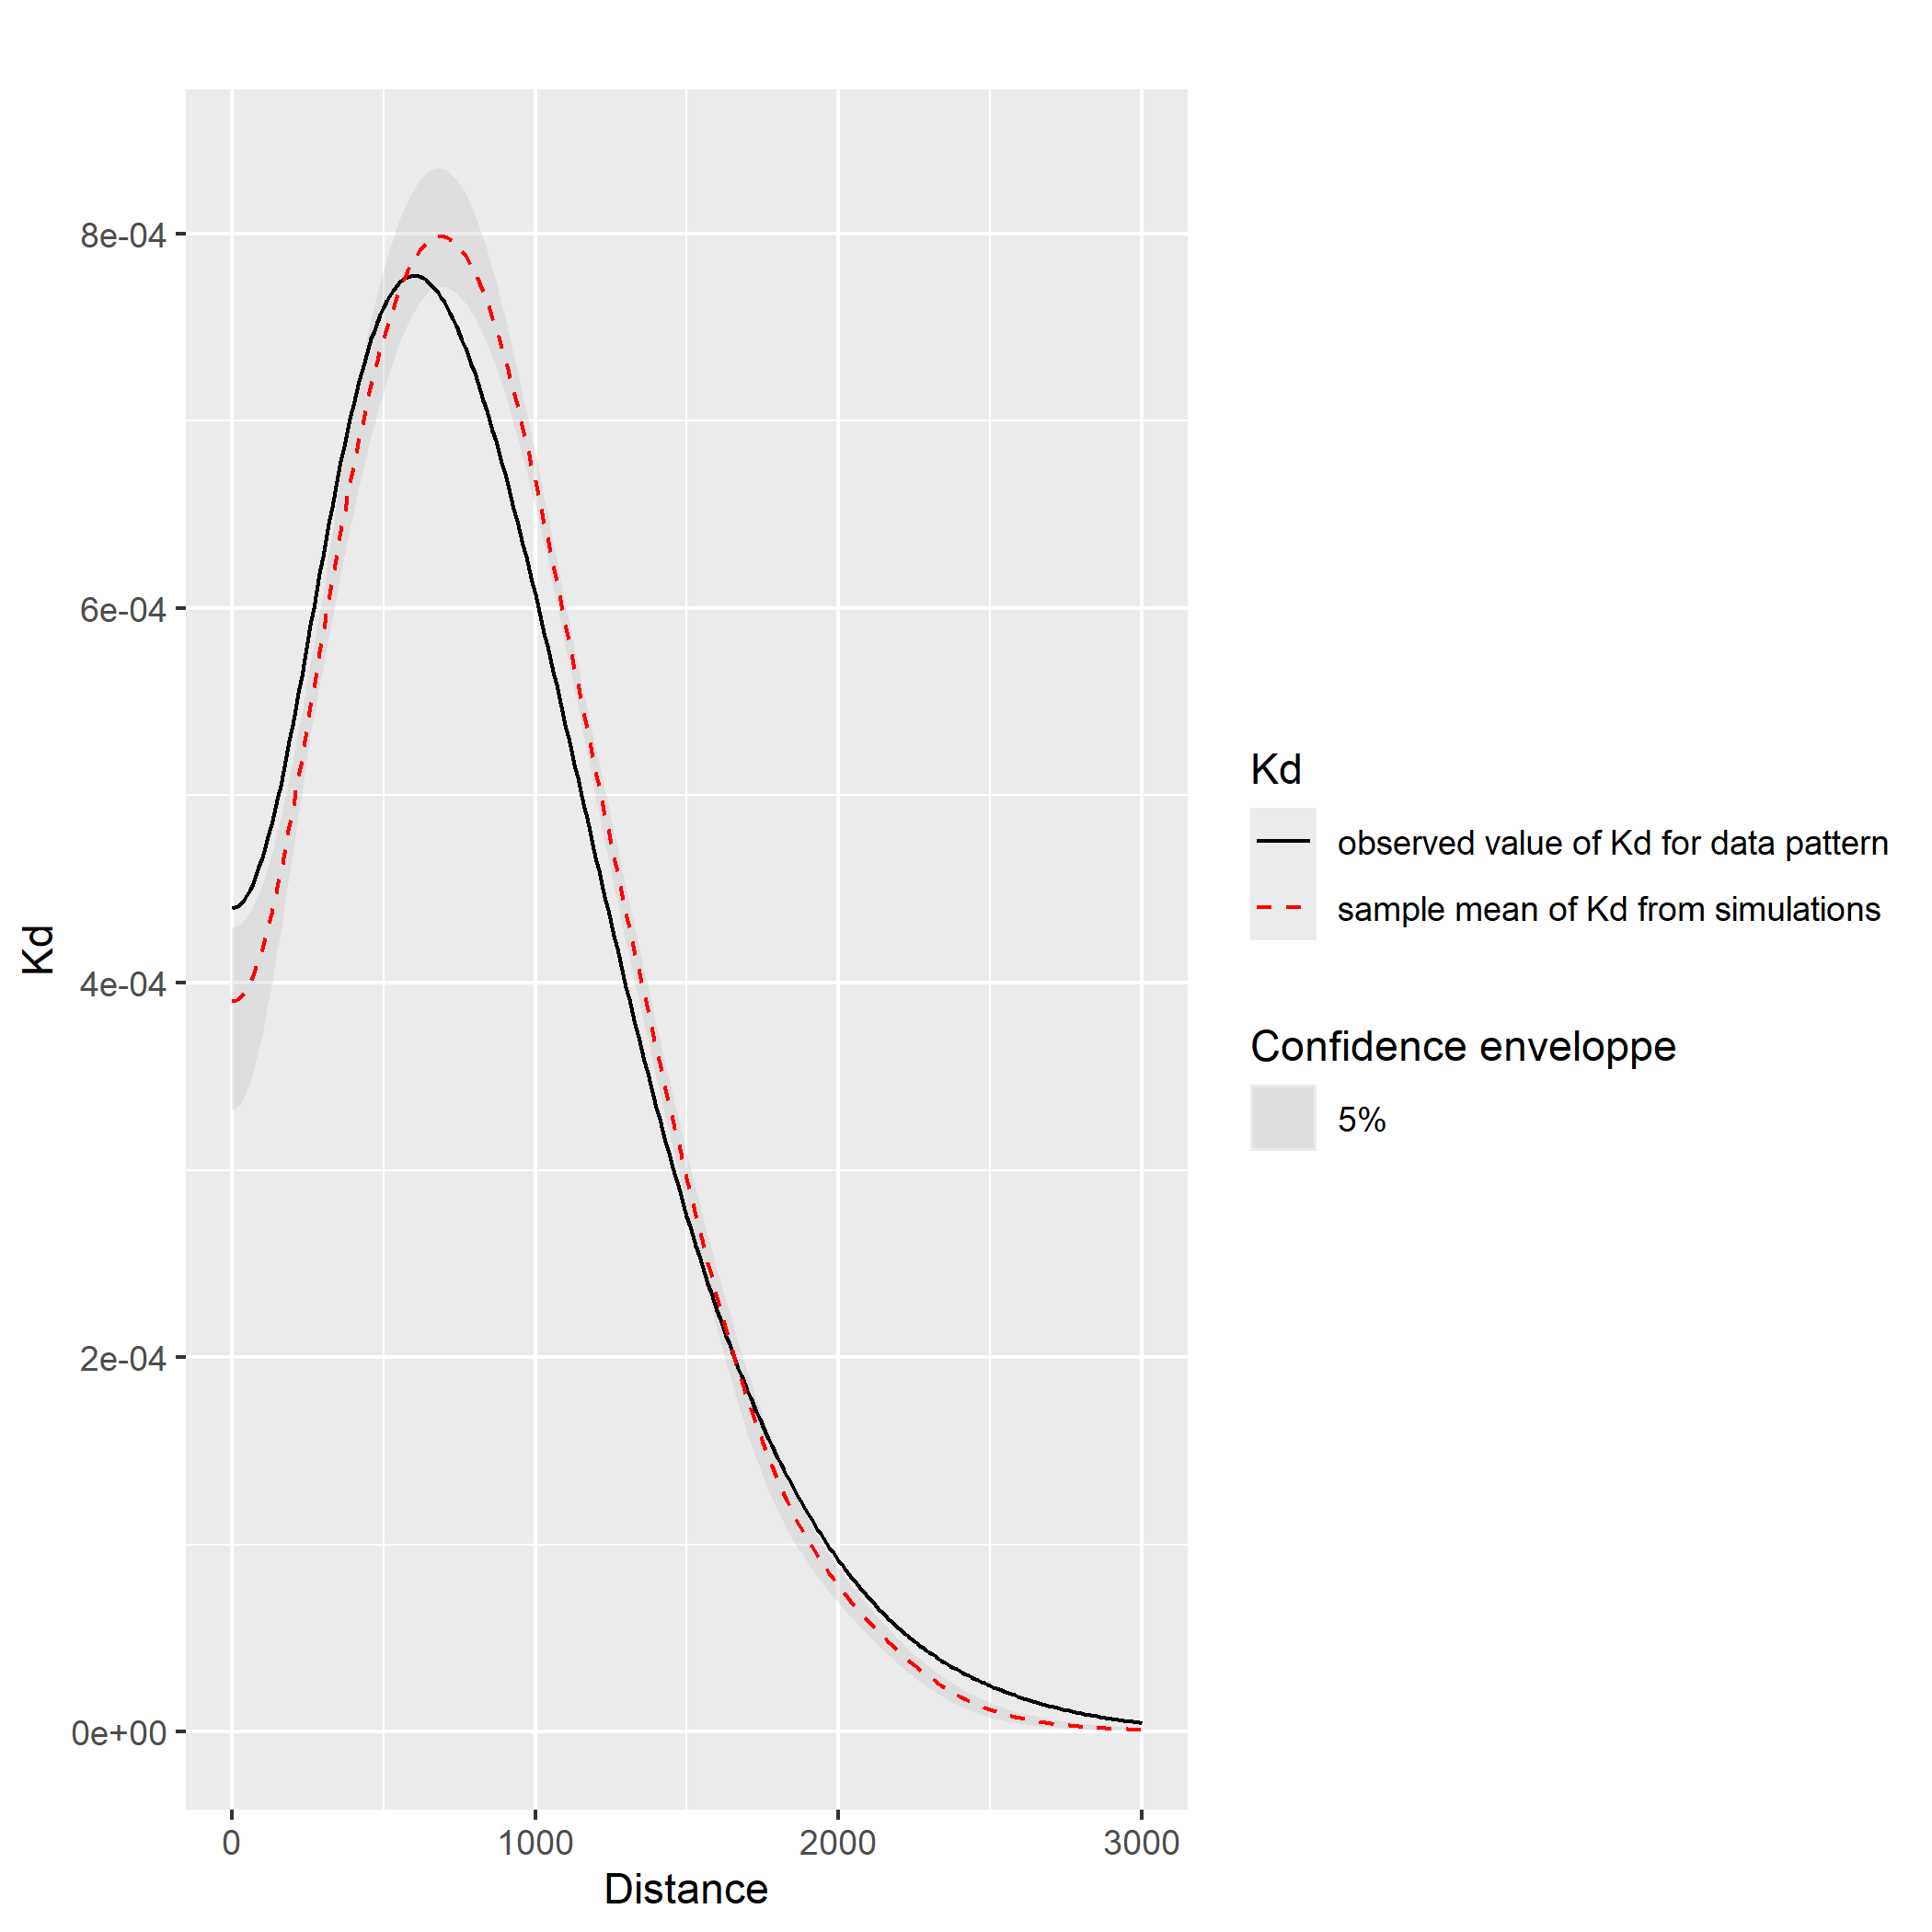 8e-04
6e-04
4e-04
2e-04
0e+00
Kd
0
1000
2000
3000
Distance
Kd
observed value of Kd for data pattern
sample mean of Kd from simulations
Confidence enveloppe
5%